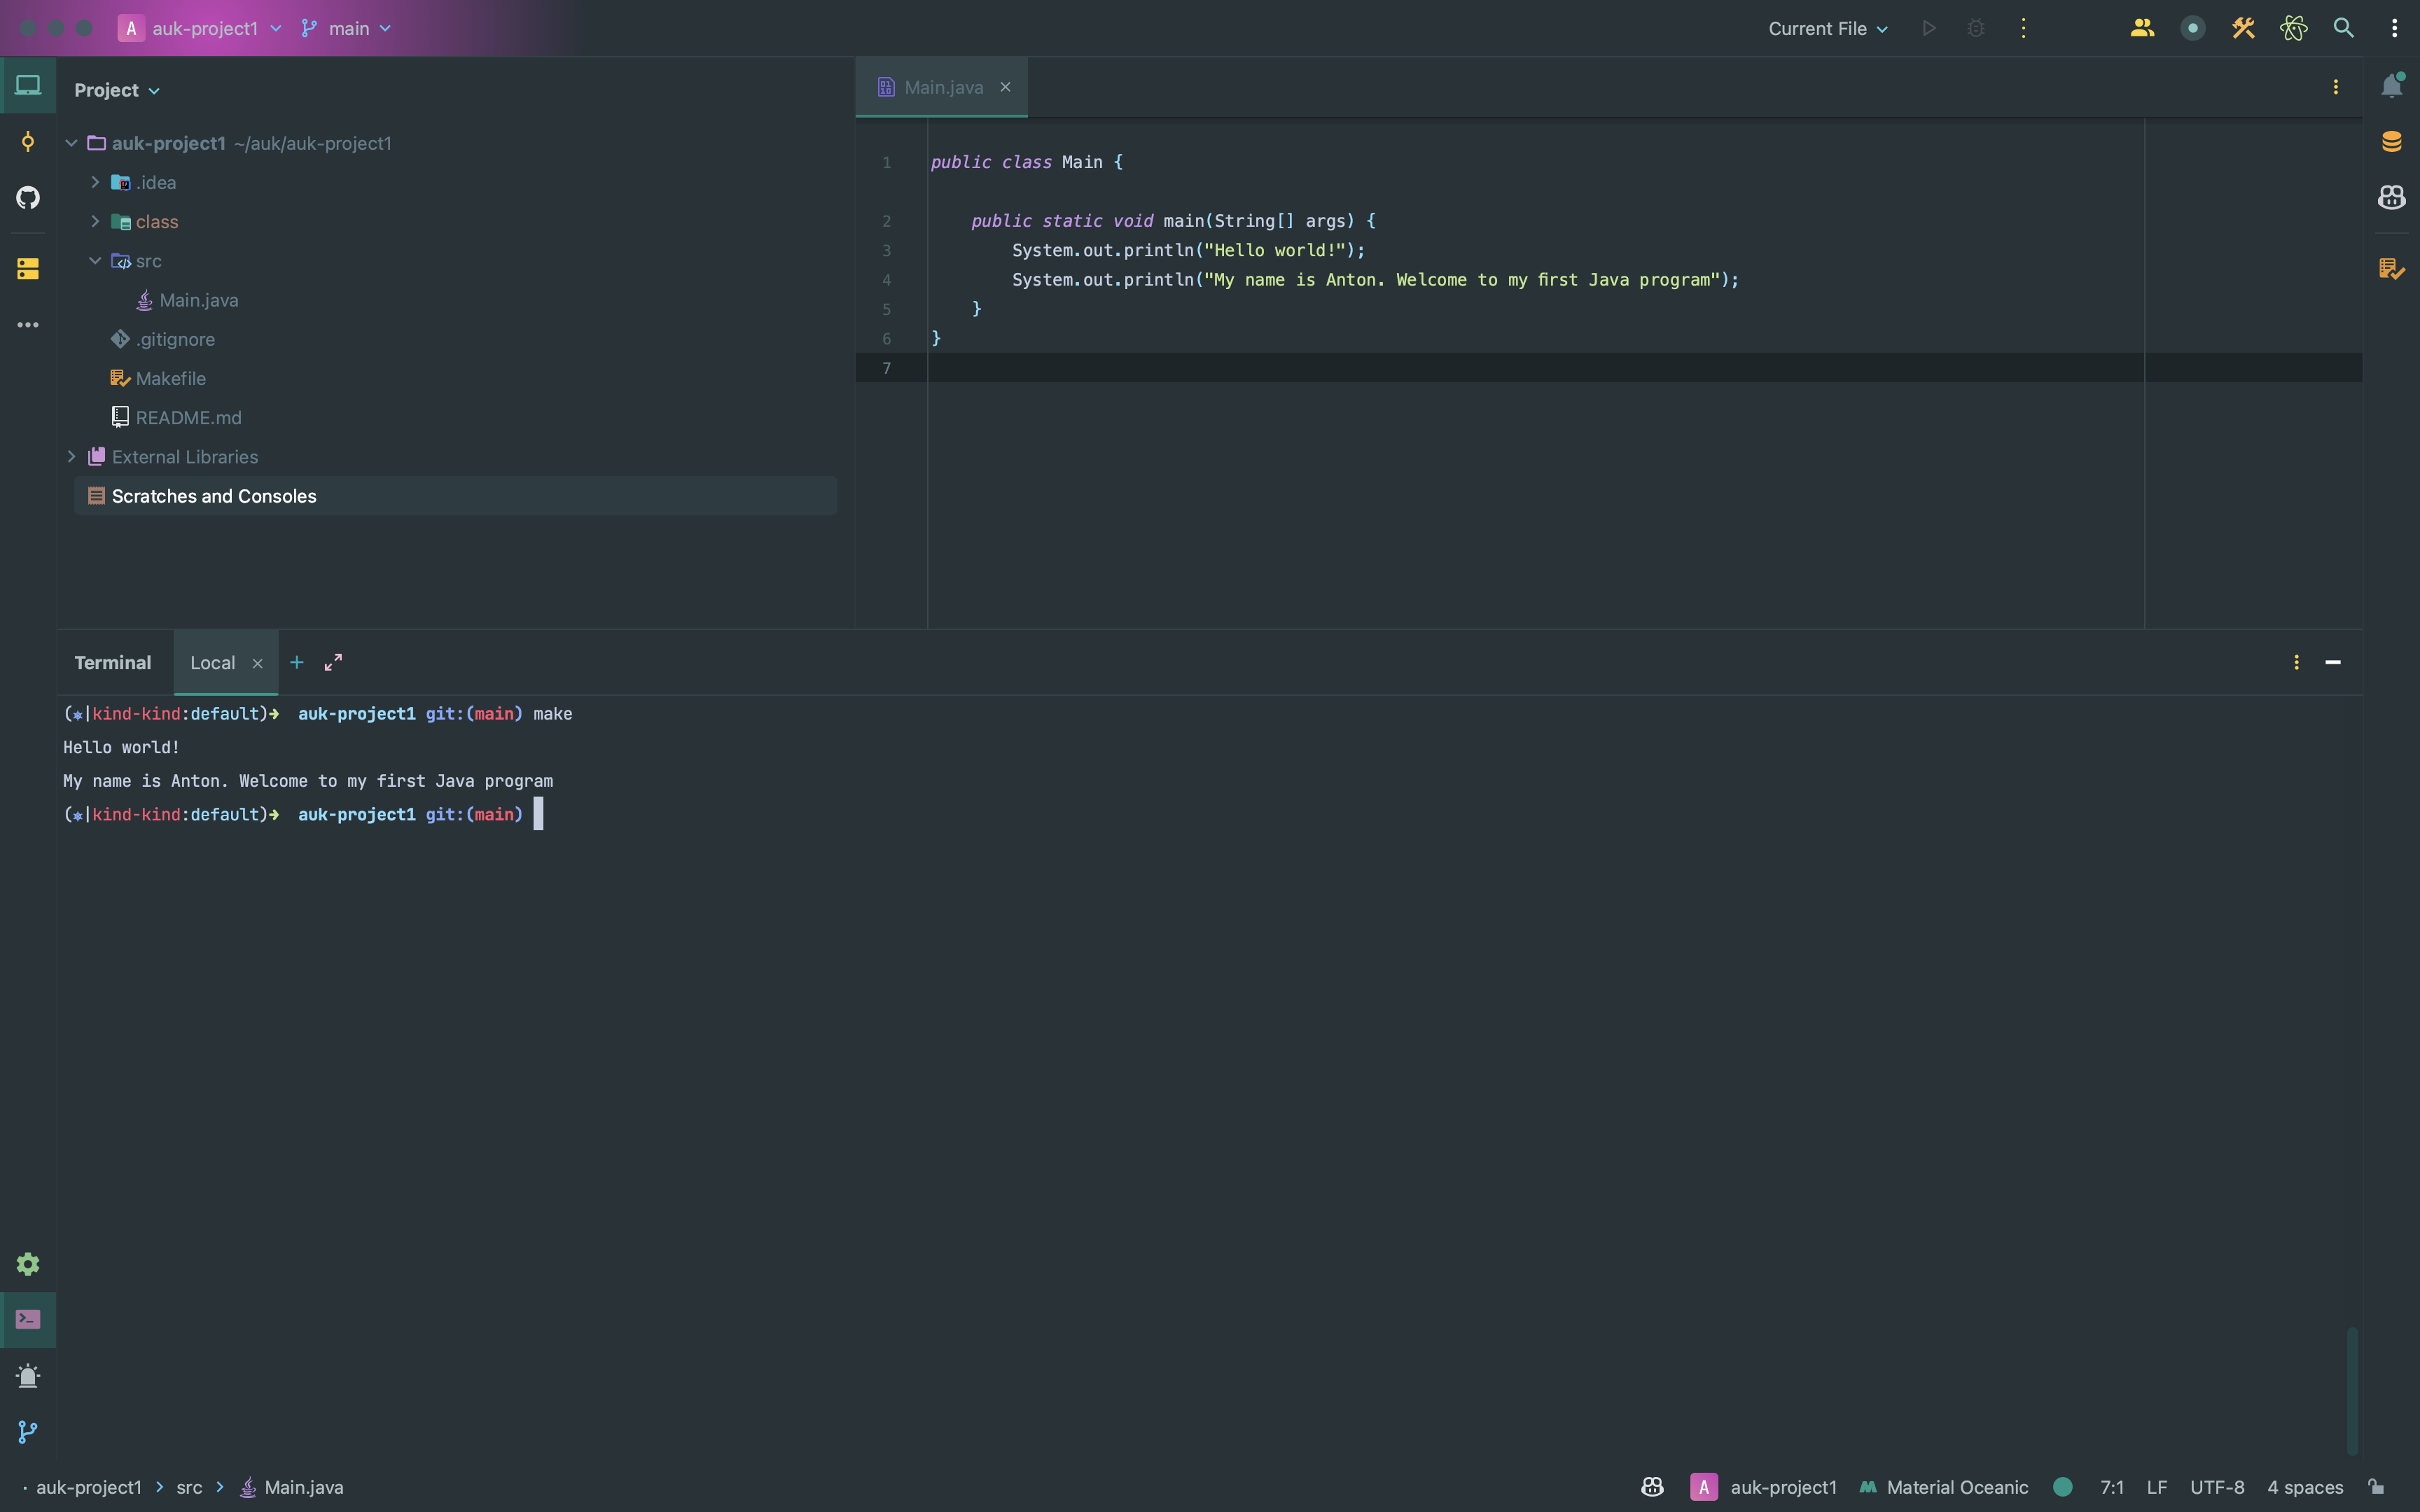 A auk-project1 main Current File
Project
Main.java
auk-project1 ~/auk/auk-project1
.idea
class
src
Main.java
.gitignore
Makefile
README.md
External Libraries
Scratches and Consoles
1 public class Main {
2 public static void main(String[] args) {
3 System.out.println("Hello world!");
4 System.out.println("My name is Anton. Welcome to my first Java program");
5 }
6 }
7
Terminal Local
(⎈|kind-kind:default)➜ auk-project1 git:(main) make
Hello world!
My name is Anton. Welcome to my first Java program
(⎈|kind-kind:default)➜ auk-project1 git:(main)
auk-project1 > src > Main.java A auk-project1 Material Oceanic 7:1 LF UTF-8 4 spaces